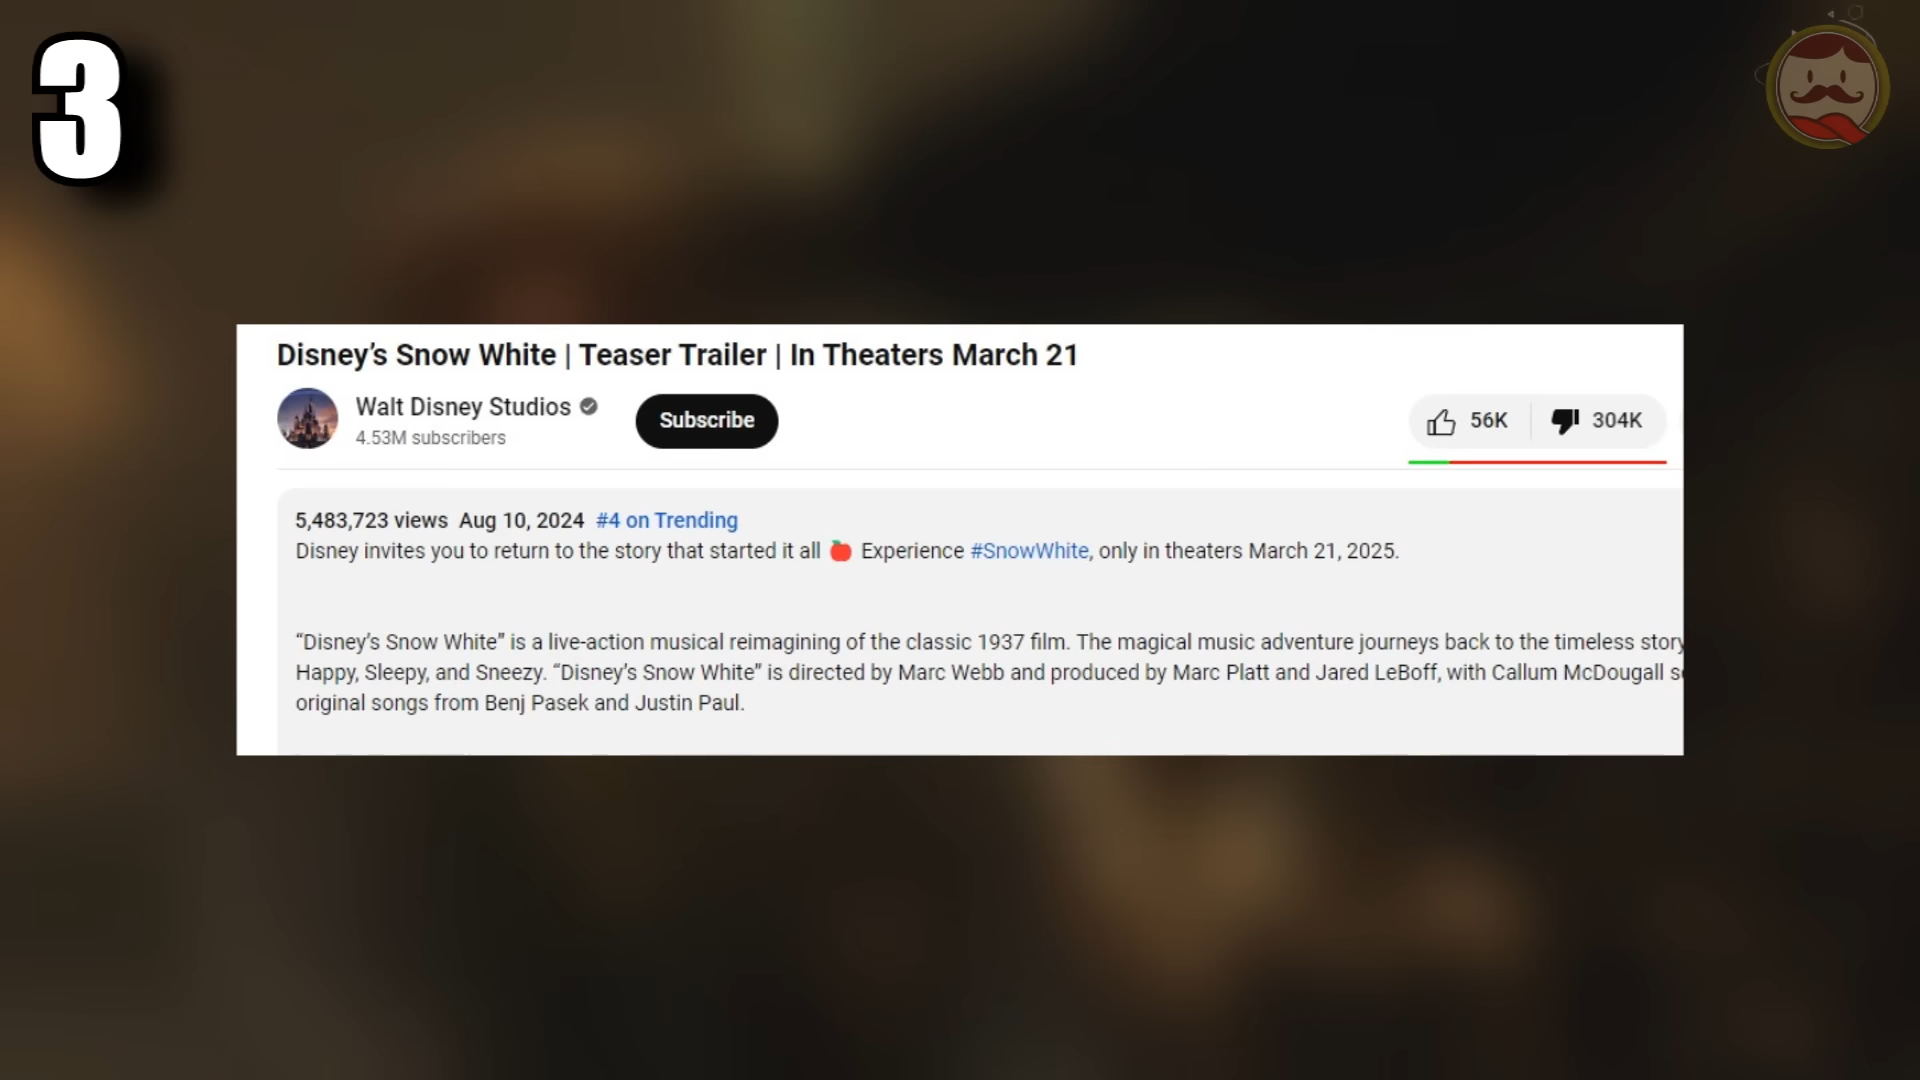 3
Disney’s Snow White | Teaser Trailer | In Theaters March 21
Walt Disney Studios
4.53M subscribers
Subscribe
56K
304K
5,483,723 views Aug 10, 2024 #4 on Trending
Disney invites you to return to the story that started it all 🍎 Experience #SnowWhite, only in theaters March 21, 2025.
“Disney’s Snow White” is a live-action musical reimagining of the classic 1937 film. The magical music adventure journeys back to the timeless story
Happy, Sleepy, and Sneezy. “Disney’s Snow White” is directed by Marc Webb and produced by Marc Platt and Jared LeBoff, with Callum McDougall
original songs from Benj Pasek and Justin Paul.